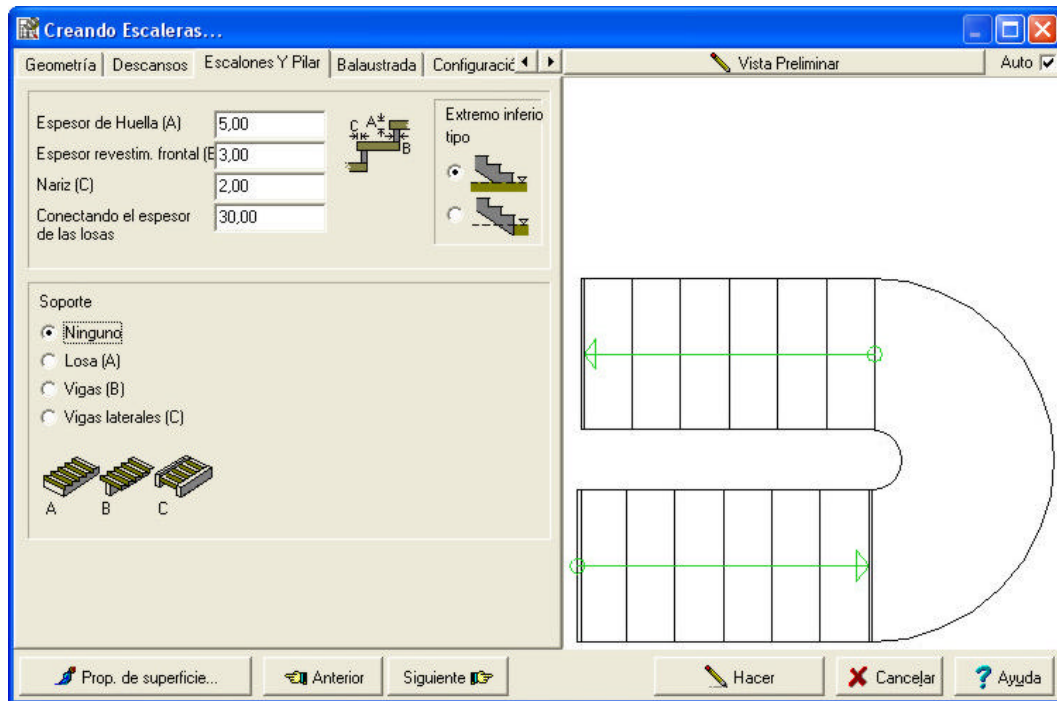 Creando Escaleras...
Geometría
Descansos
Escalones Y Pilar
Balaustrada
Configuració
Vista Preliminar
Auto
Espesor de Huella (A)
5,00
Espesor revestim. frontal (E
3,00
Nariz (C)
2,00
Conectando el espesor
de las losas
30,00
C A
B
Extremo inferio
tipo
Soporte
Ninguno
Losa (A)
Vigas (B)
Vigas laterales (C)
A B C
Prop. de superficie...
Anterior
Siguiente
Hacer
Cancelar
Ayuda